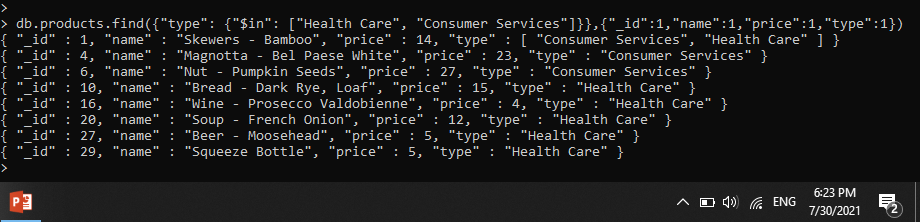 >
> db.products.find({"type": {"$in": ["Health Care", "Consumer Services"]}},{"_id":1,"name":1,"price":1,"type":1})
{ "_id" : 1, "name" : "Skewers - Bamboo", "price" : 14, "type" : [ "Consumer Services", "Health Care" ] }
{ "_id" : 4, "name" : "Magnotta - Bel Paese White", "price" : 23, "type" : "Consumer Services" }
{ "_id" : 6, "name" : "Nut - Pumpkin Seeds", "price" : 27, "type" : "Consumer Services" }
{ "_id" : 10, "name" : "Bread - Dark Rye, Loaf", "price" : 15, "type" : "Health Care" }
{ "_id" : 16, "name" : "Wine - Prosecco Valdobienne", "price" : 4, "type" : "Health Care" }
{ "_id" : 20, "name" : "Soup - French Onion", "price" : 12, "type" : "Health Care" }
{ "_id" : 27, "name" : "Beer - Moosehead", "price" : 5, "type" : "Health Care" }
{ "_id" : 29, "name" : "Squeeze Bottle", "price" : 5, "type" : "Health Care" }
>
P
ENG
6:23 PM
7/30/2021
2